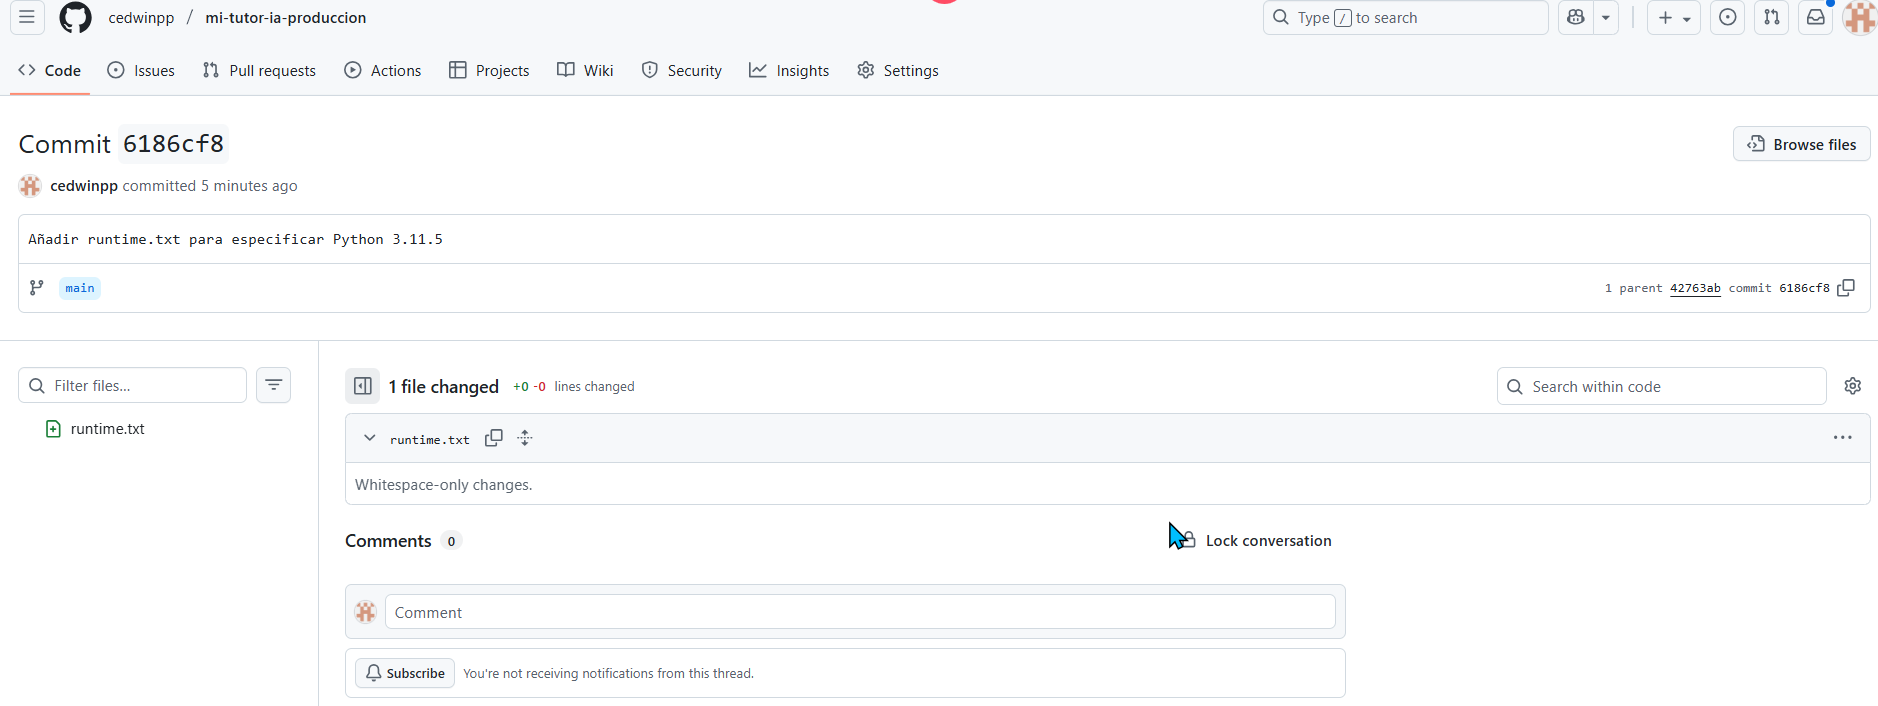 cedwinpp / mi-tutor-ia-produccion
Type / to search
Code Issues Pull requests Actions Projects Wiki Security Insights Settings
Commit 6186cf8
Browse files
cedwinpp committed 5 minutes ago
Añadir runtime.txt para especificar Python 3.11.5
main
1 parent 42763ab commit 6186cf8
Filter files...
runtime.txt
1 file changed +0 -0 lines changed
Search within code
runtime.txt
Whitespace-only changes.
Comments 0
Lock conversation
Comment
Subscribe You're not receiving notifications from this thread.